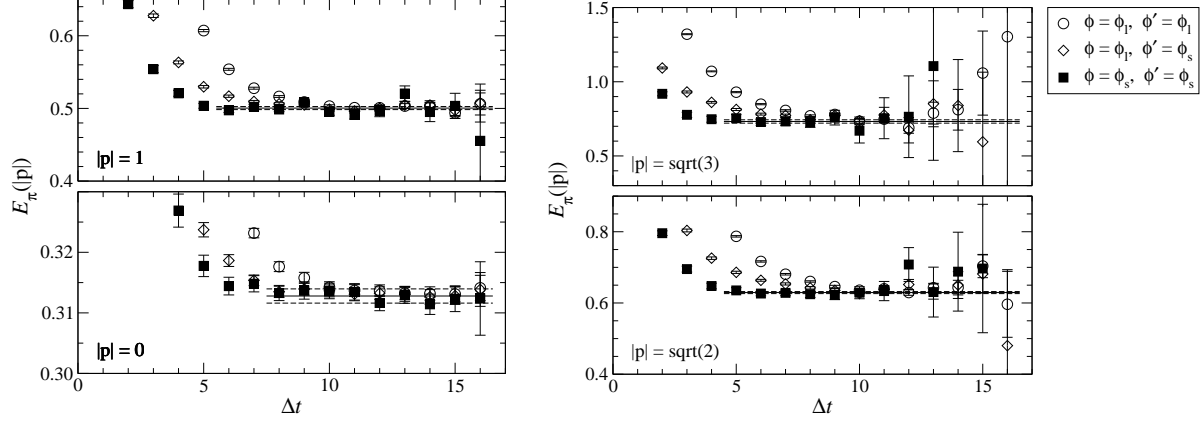 0.6
0.5
0.4
|p| = 1
E_π(|p|)
0.32
0.31
0.30
|p| = 0
0 5 10 15
Δt
1.5
1.0
0.5
|p| = sqrt(3)
E_π(|p|)
0.8
0.6
0.4
|p| = sqrt(2)
0 5 10 15
Δt
ϕ = ϕ_l, ϕ′ = ϕ_l
ϕ = ϕ_l, ϕ′ = ϕ_s
ϕ = ϕ_s, ϕ′ = ϕ_s